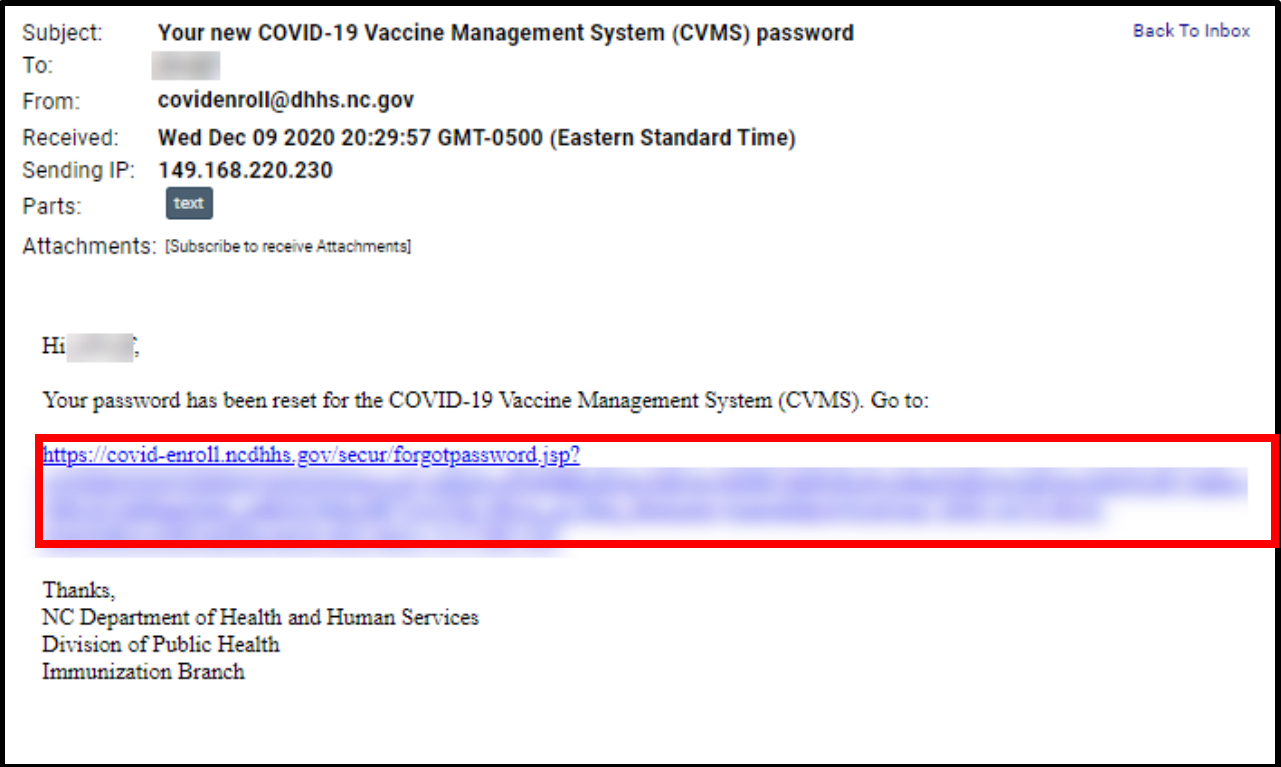 Subject: Your new COVID-19 Vaccine Management System (CVMS) password Back To Inbox
To:
From: covidenroll@dhhs.nc.gov
Received: Wed Dec 09 2020 20:29:57 GMT-0500 (Eastern Standard Time)
Sending IP: 149.168.220.230
Parts: text
Attachments: [Subscribe to receive Attachments]
Hi ,
Your password has been reset for the COVID-19 Vaccine Management System (CVMS). Go to:
https://covid-enroll.ncdhhs.gov/secur/forgotpassword.jsp?
Thanks,
NC Department of Health and Human Services
Division of Public Health
Immunization Branch